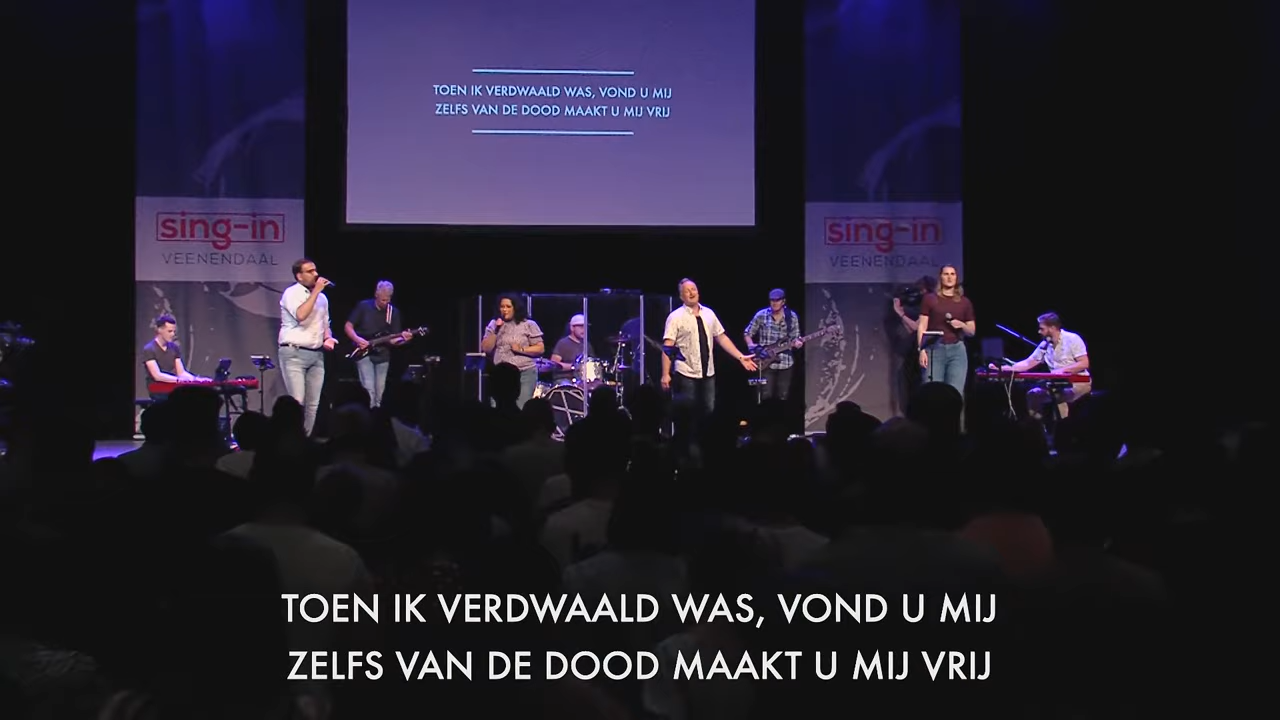 TOEN IK VERDWAALD WAS, VOND U MIJ
ZELFS VAN DE DOOD MAAKT U MIJ VRIJ
sing-in
VEENENDAAL
sing-in
VEENENDAAL
TOEN IK VERDWAALD WAS, VOND U MIJ
ZELFS VAN DE DOOD MAAKT U MIJ VRIJ